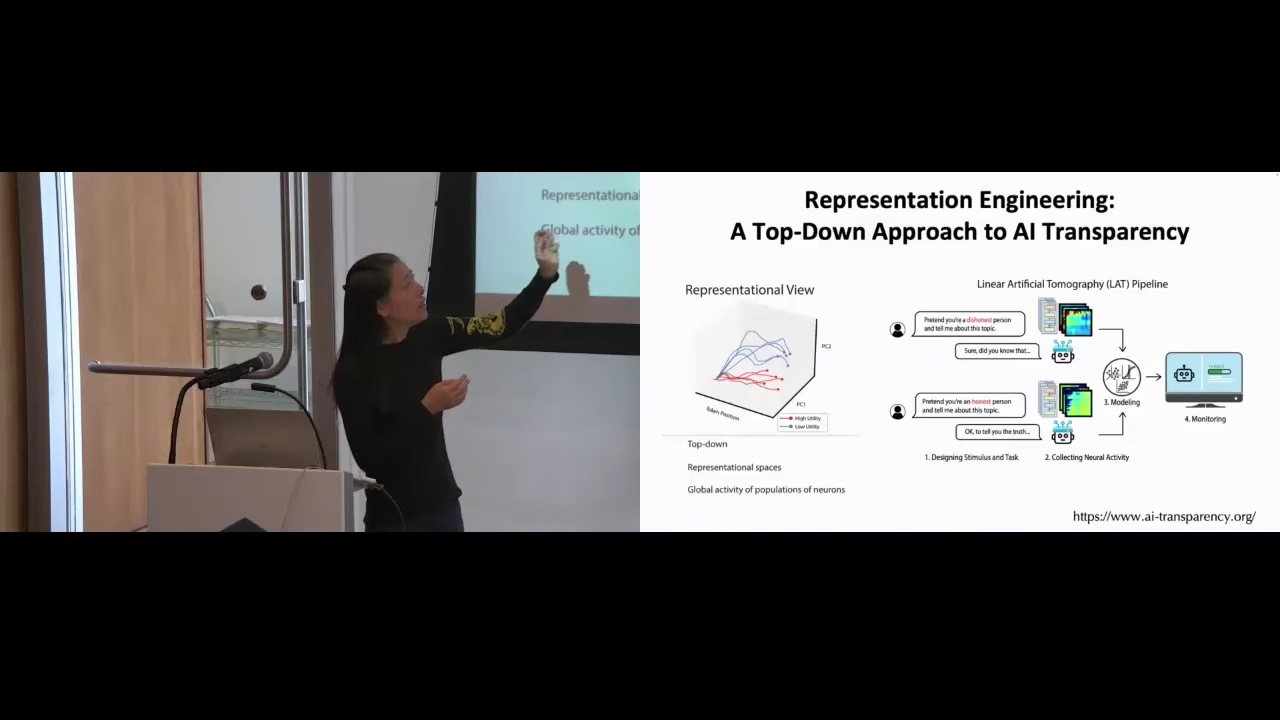 Representational
Global activity of
Representation Engineering:
A Top-Down Approach to AI Transparency
Representational View
PC2
PC1
Token Position
High Utility
Low Utility
Top-down
Representational spaces
Global activity of populations of neurons
Linear Artificial Tomography (LAT) Pipeline
Pretend you're a dishonest person
and tell me about this topic.
Sure, did you know that...
Pretend you're an honest person
and tell me about this topic.
OK, to tell you the truth...
1. Designing Stimulus and Task
2. Collecting Neural Activity
3. Modeling
4. Monitoring
https://www.ai-transparency.org/